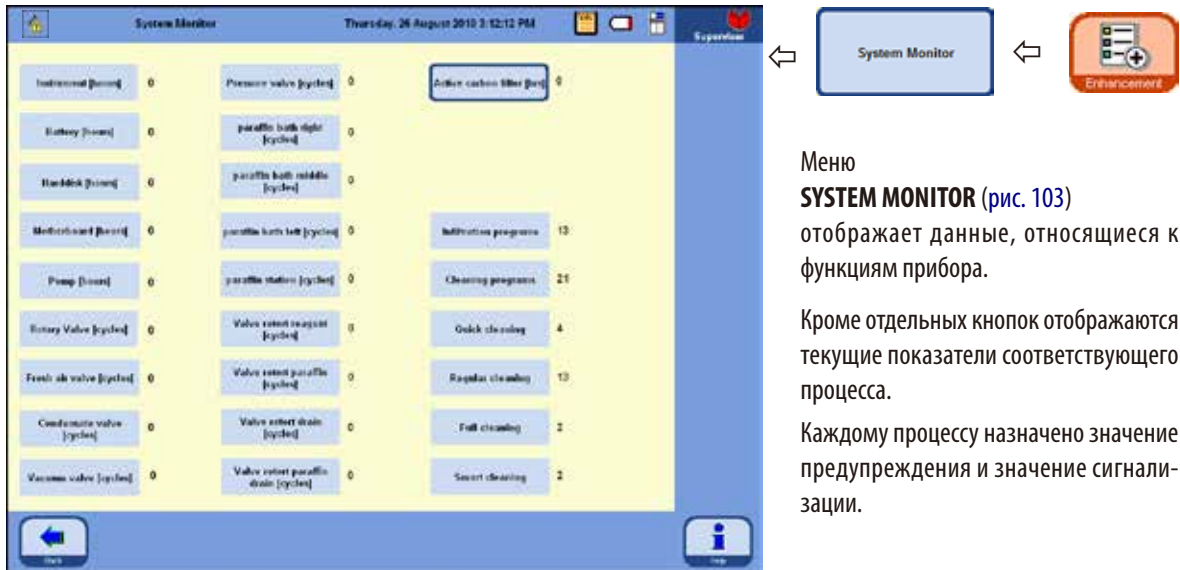 System Monitor Thursday, 26 August 2010 3:12:12 PM
Supervisor
Instrument [hours] 0 Pressure valve [cycles] 0 Active carbon filter [hrs] 0
Battery [hours] 0 paraffin bath right [cycles] 0
Harddisk [hours] 0 paraffin bath middle [cycles] 0
Motherboard [hours] 0 paraffin bath left [cycles] 0 Infiltration programs 13
Pump [hours] 0 paraffin station [cycles] 0 Cleaning programs 21
Rotary Valve [cycles] 0 Valve retort reagent [cycles] 0 Quick cleaning 4
Fresh air valve [cycles] 0 Valve retort paraffin [cycles] 0 Regular cleaning 13
Condensate valve [cycles] 0 Valve retort drain [cycles] 0 Full cleaning 2
Vacuum valve [cycles] 0 Valve retort paraffin drain [cycles] 0 Smart cleaning 2
Back
Help
System Monitor
Enhancement
Меню
SYSTEM MONITOR (рис. 103)
отображает данные, относящиеся к
функциям прибора.
Кроме отдельных кнопок отображаются
текущие показатели соответствующего
процесса.
Каждому процессу назначено значение
предупреждения и значение сигнали-
зации.